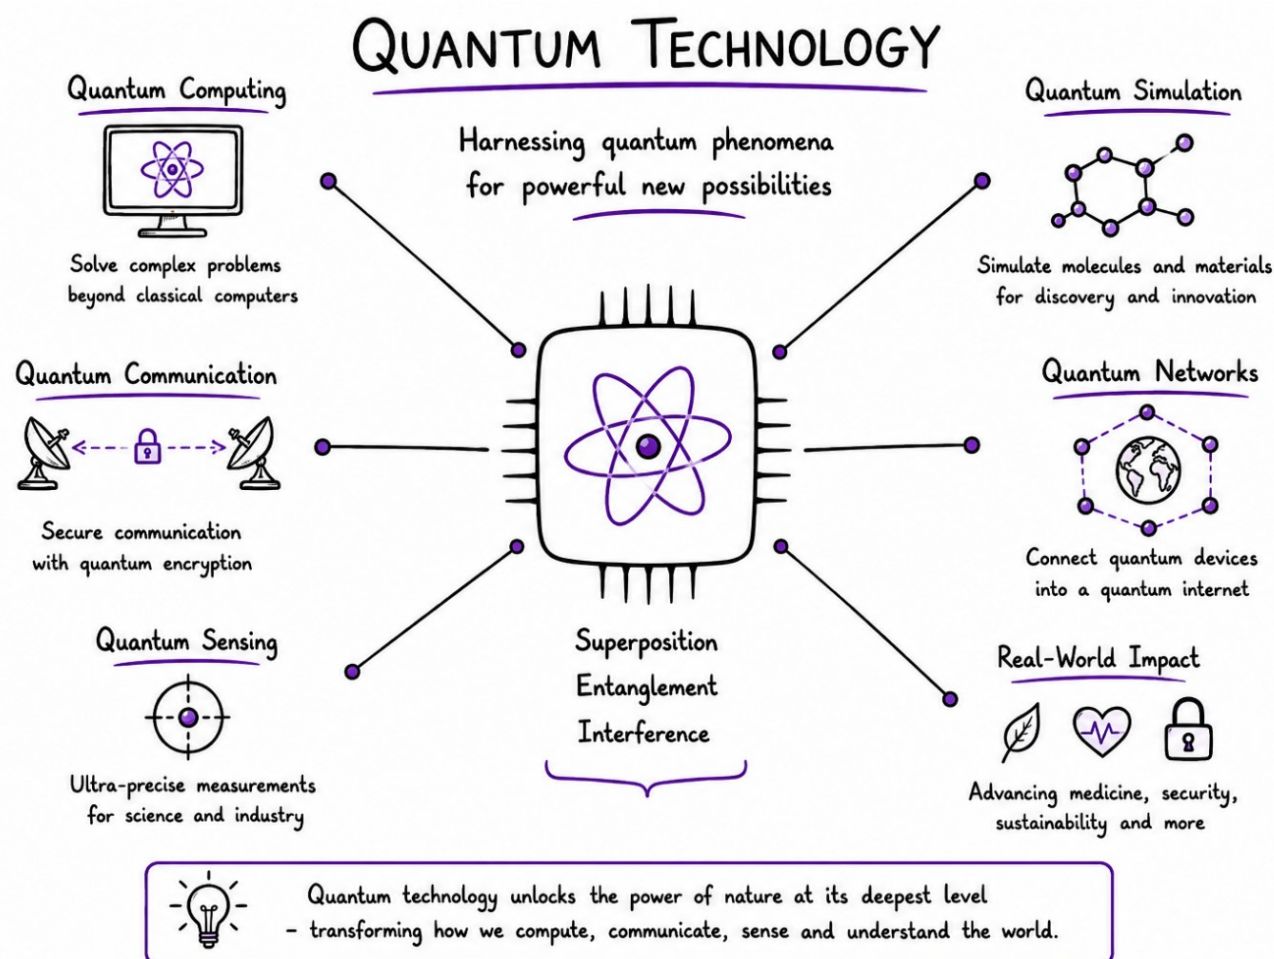 QUANTUM TECHNOLOGY
Harnessing quantum phenomena
for powerful new possibilities
Quantum Computing
Solve complex problems
beyond classical computers
Quantum Communication
Secure communication
with quantum encryption
Quantum Sensing
Ultra-precise measurements
for science and industry
Superposition
Entanglement
Interference
Quantum Simulation
Simulate molecules and materials
for discovery and innovation
Quantum Networks
Connect quantum devices
into a quantum internet
Real-World Impact
Advancing medicine, security,
sustainability and more
Quantum technology unlocks the power of nature at its deepest level
– transforming how we compute, communicate, sense and understand the world.